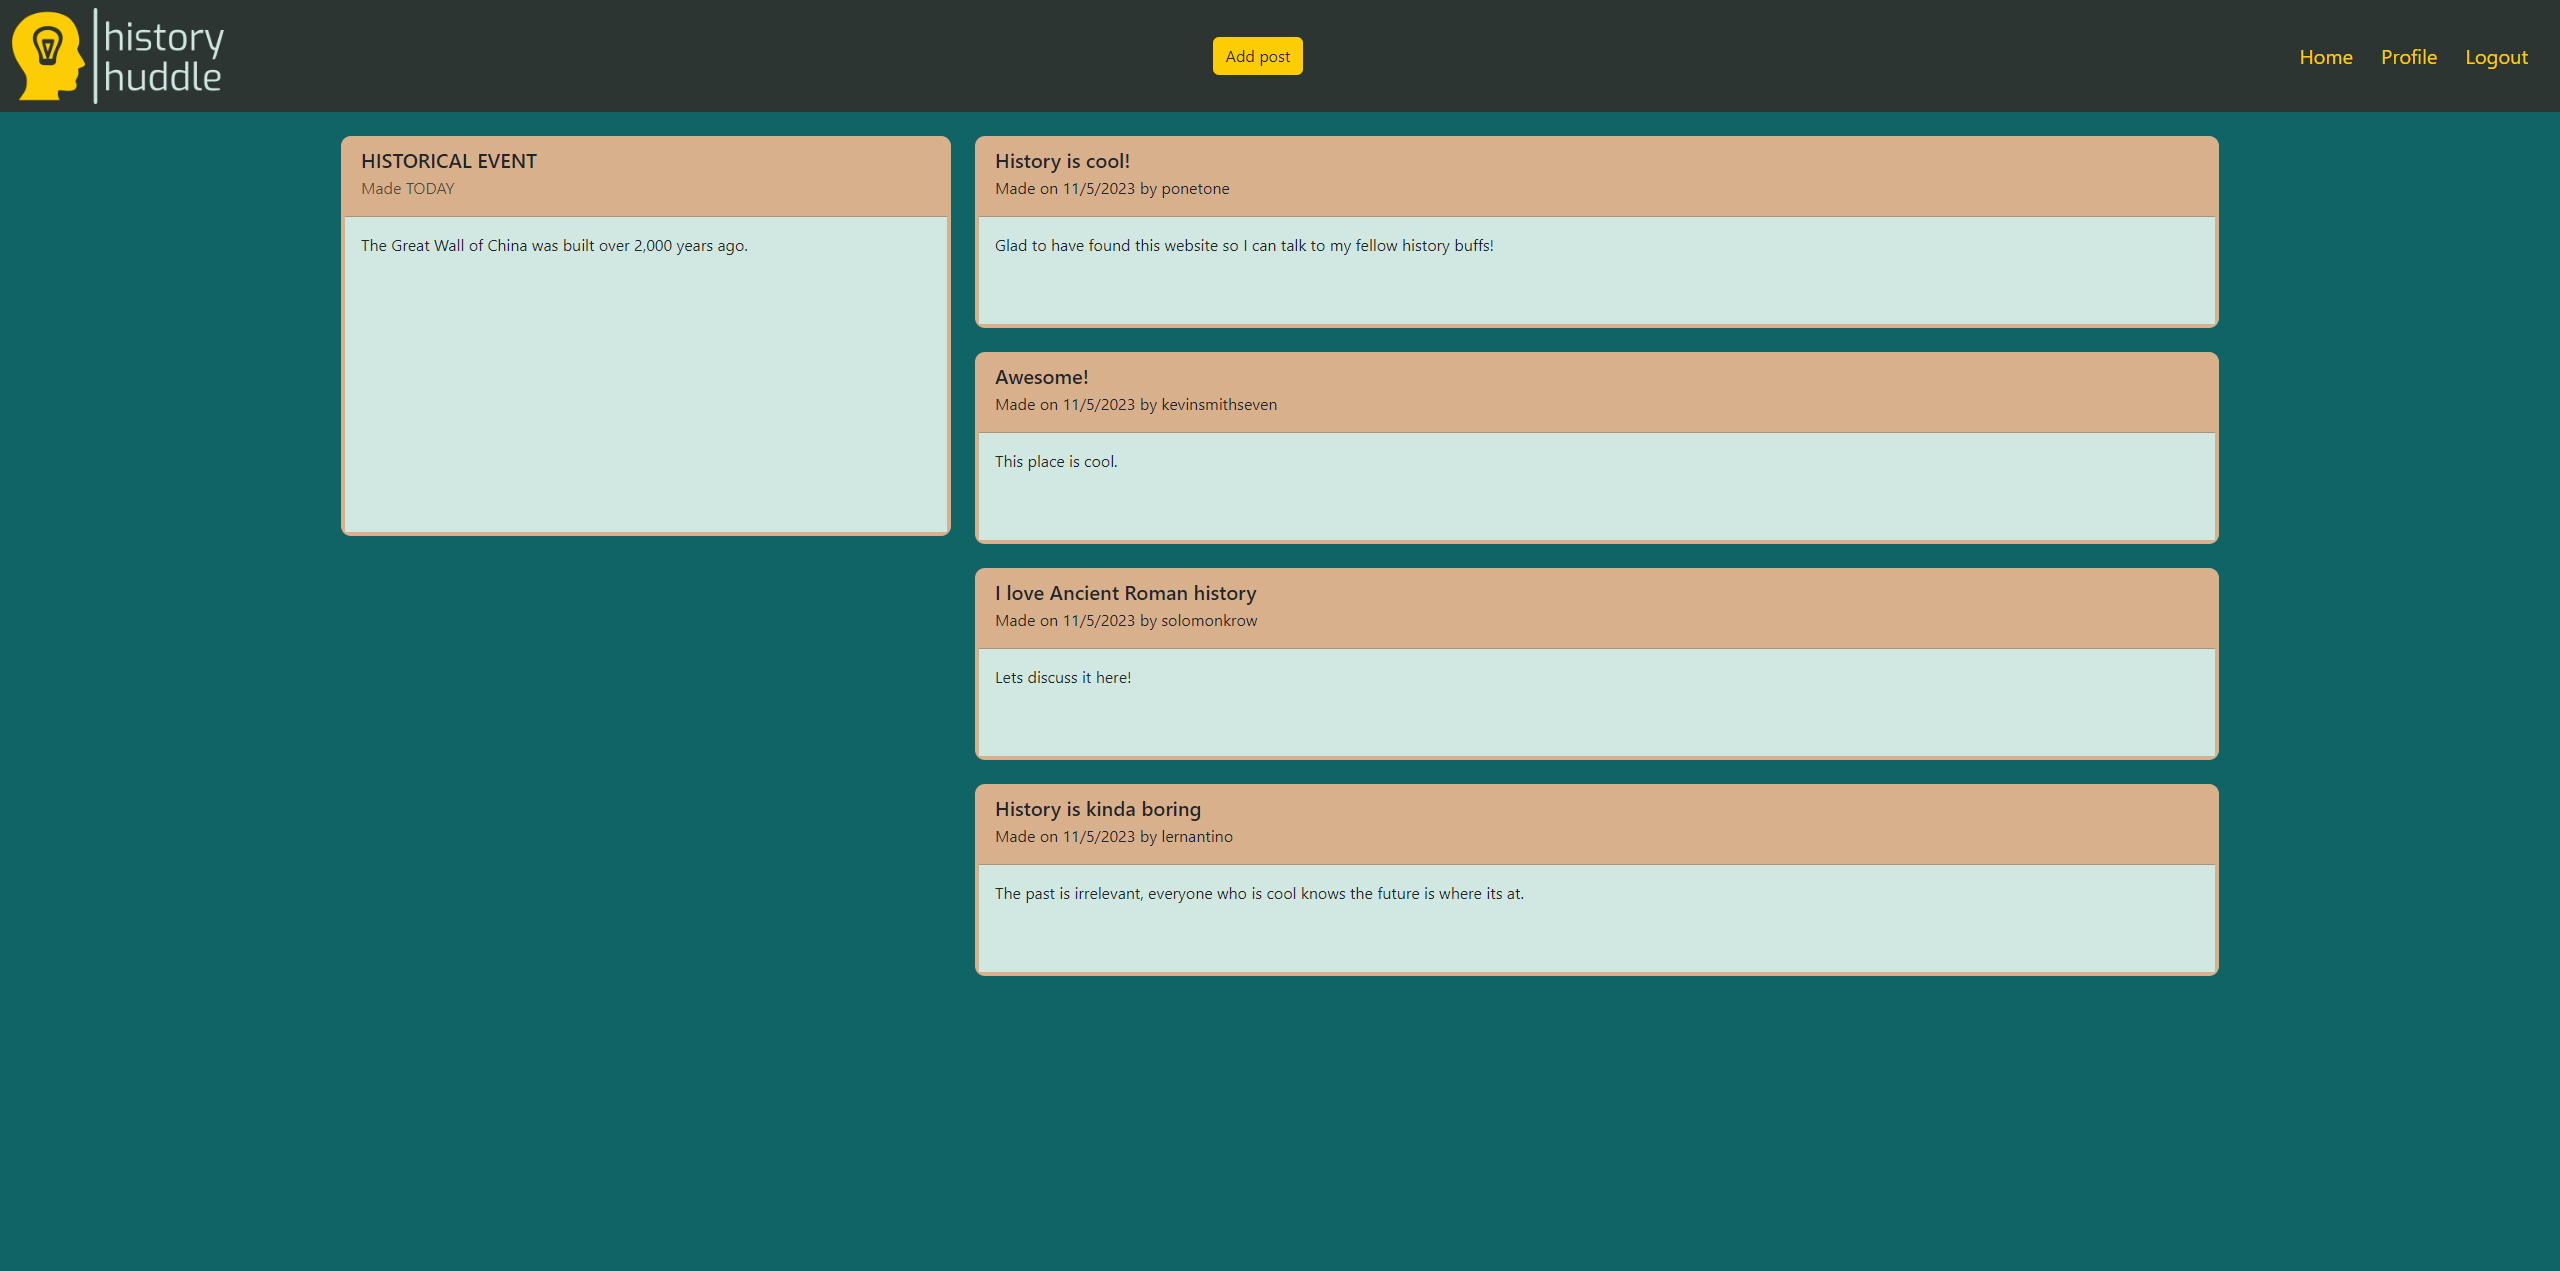 history
huddle
Add post
Home
Profile
Logout
HISTORICAL EVENT
Made TODAY
The Great Wall of China was built over 2,000 years ago.
History is cool!
Made on 11/5/2023 by ponetone
Glad to have found this website so I can talk to my fellow history buffs!
Awesome!
Made on 11/5/2023 by kevinsmithseven
This place is cool.
I love Ancient Roman history
Made on 11/5/2023 by solomonkrow
Lets discuss it here!
History is kinda boring
Made on 11/5/2023 by lernantino
The past is irrelevant, everyone who is cool knows the future is where its at.